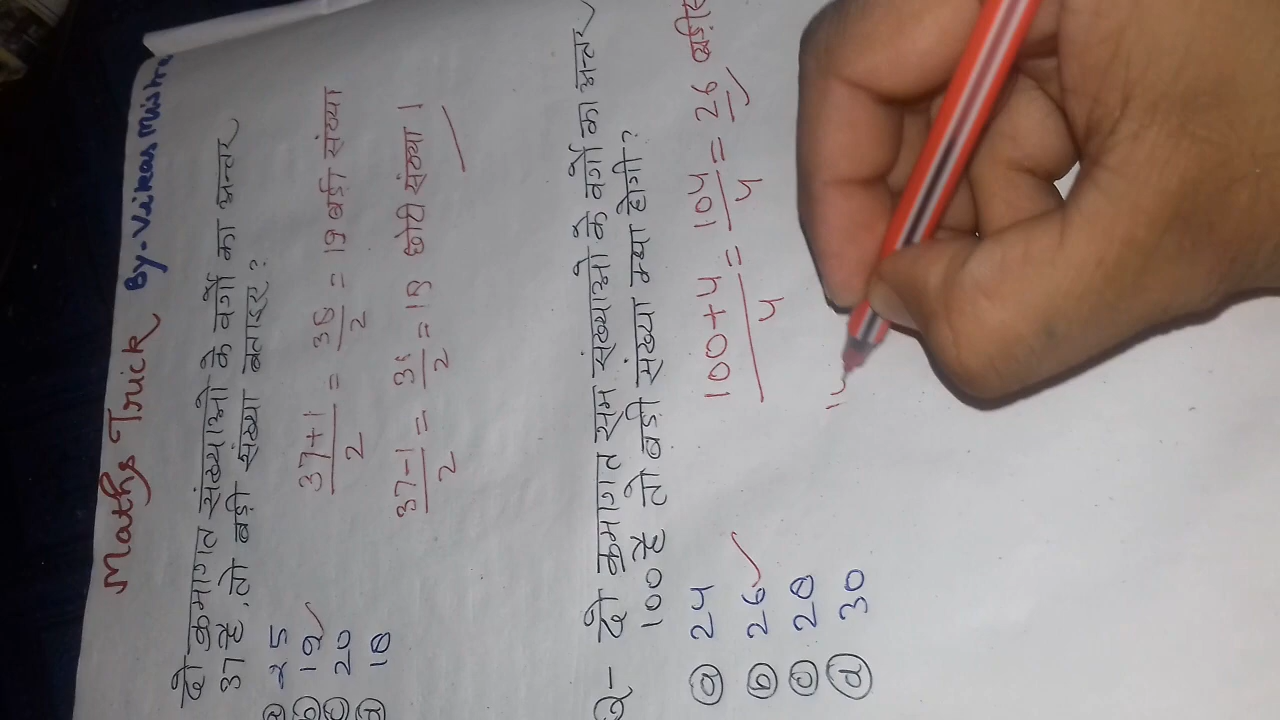 Maths Trick By-Vikas Mishra
दो क्रमागत संख्याओ के वर्गो का अन्तर
37 है, तो बड़ी संख्या बताइए?
ⓐ 25
ⓑ 19 ✓
ⓒ 20
ⓓ 18
37+1/2 = 38/2 = 19 बड़ी संख्या
37-1/2 = 36/2 = 18 छोटी संख्या।
Q- दो क्रमागत सम संख्याओ के वर्गो का अन्तर
100 है तो बड़ी संख्या क्या होगी?
ⓐ 24
ⓑ 26 ✓
ⓒ 28
ⓓ 30
100+4/4 = 104/4 = 26